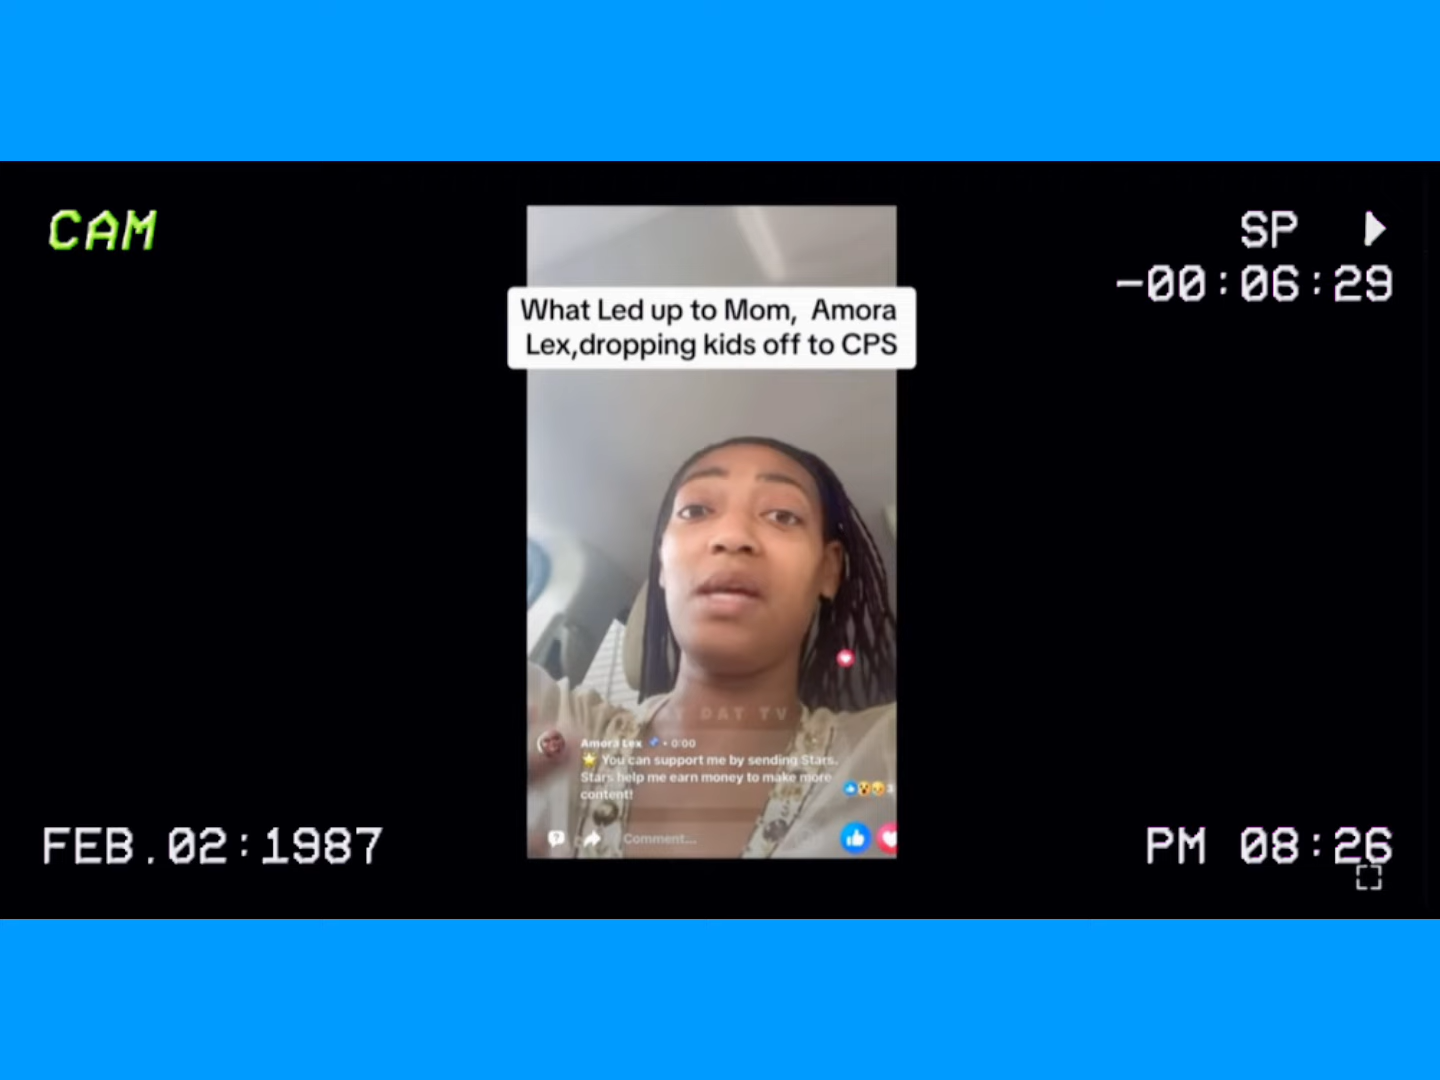 CAM
SP
-00:06:29
What Led up to Mom, Amora
Lex,dropping kids off to CPS
DAT TV
Amora Lex • 0:00
You can support me by sending Stars.
Stars help me earn money to make more
content!
Comment...
FEB.02:1987
PM 08:26